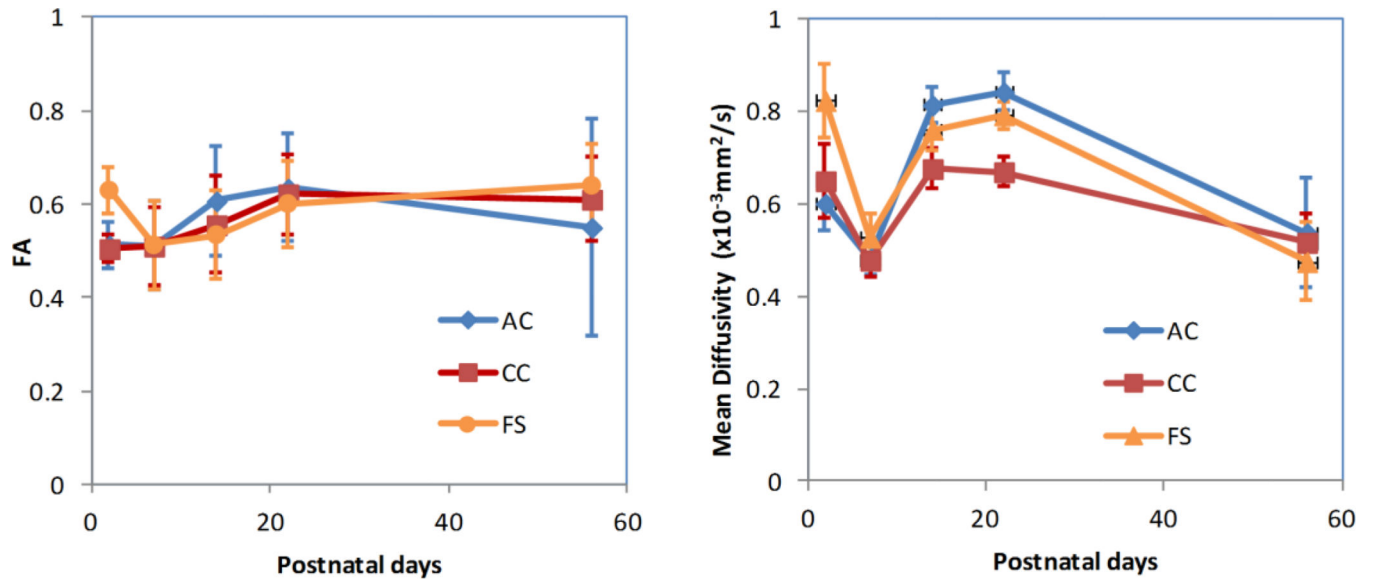 1
0.8
0.6
0.4
0.2
0
FA
0 20 40 60
Postnatal days
AC
CC
FS
1
0.8
0.6
0.4
0.2
0
Mean Diffusivity (x10⁻³mm²/s)
0 20 40 60
Postnatal days
AC
CC
FS